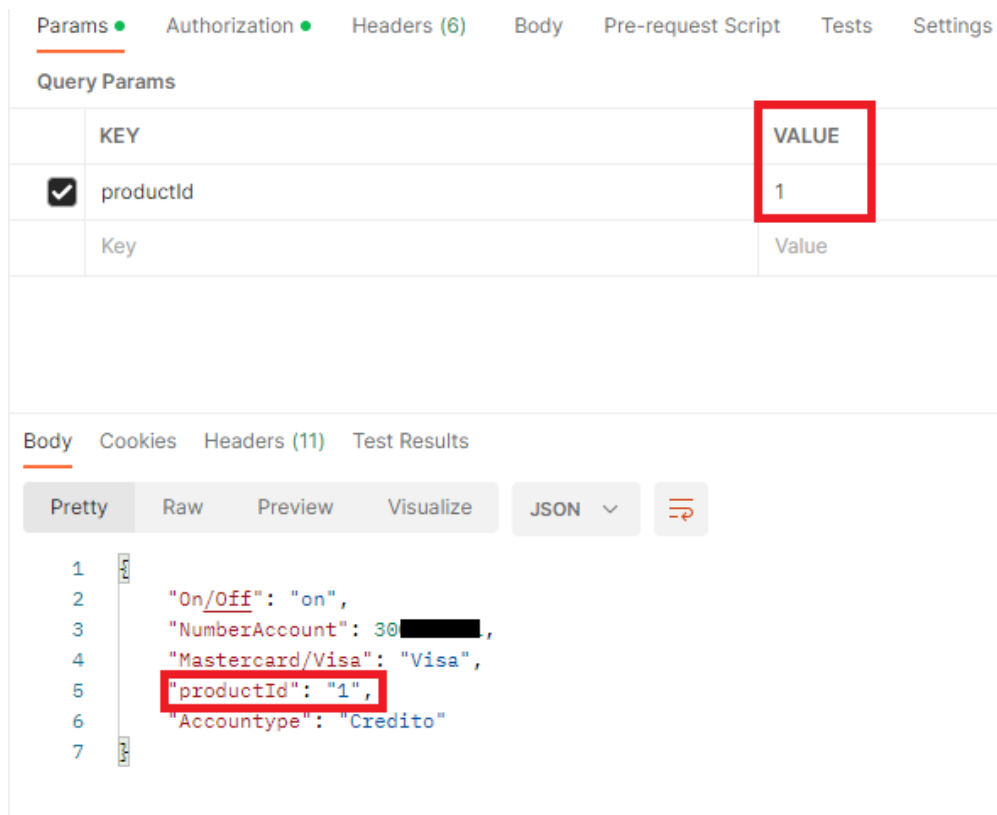 Params Authorization Headers (6) Body Pre-request Script Tests Settings
Query Params
KEY VALUE
productId 1
Key Value
Body Cookies Headers (11) Test Results
Pretty Raw Preview Visualize JSON
1 {
2 "On/Off": "on",
3 "NumberAccount": 30 ,
4 "Mastercard/Visa": "Visa",
5 "productId": "1",
6 "Accountype": "Credito"
7 }